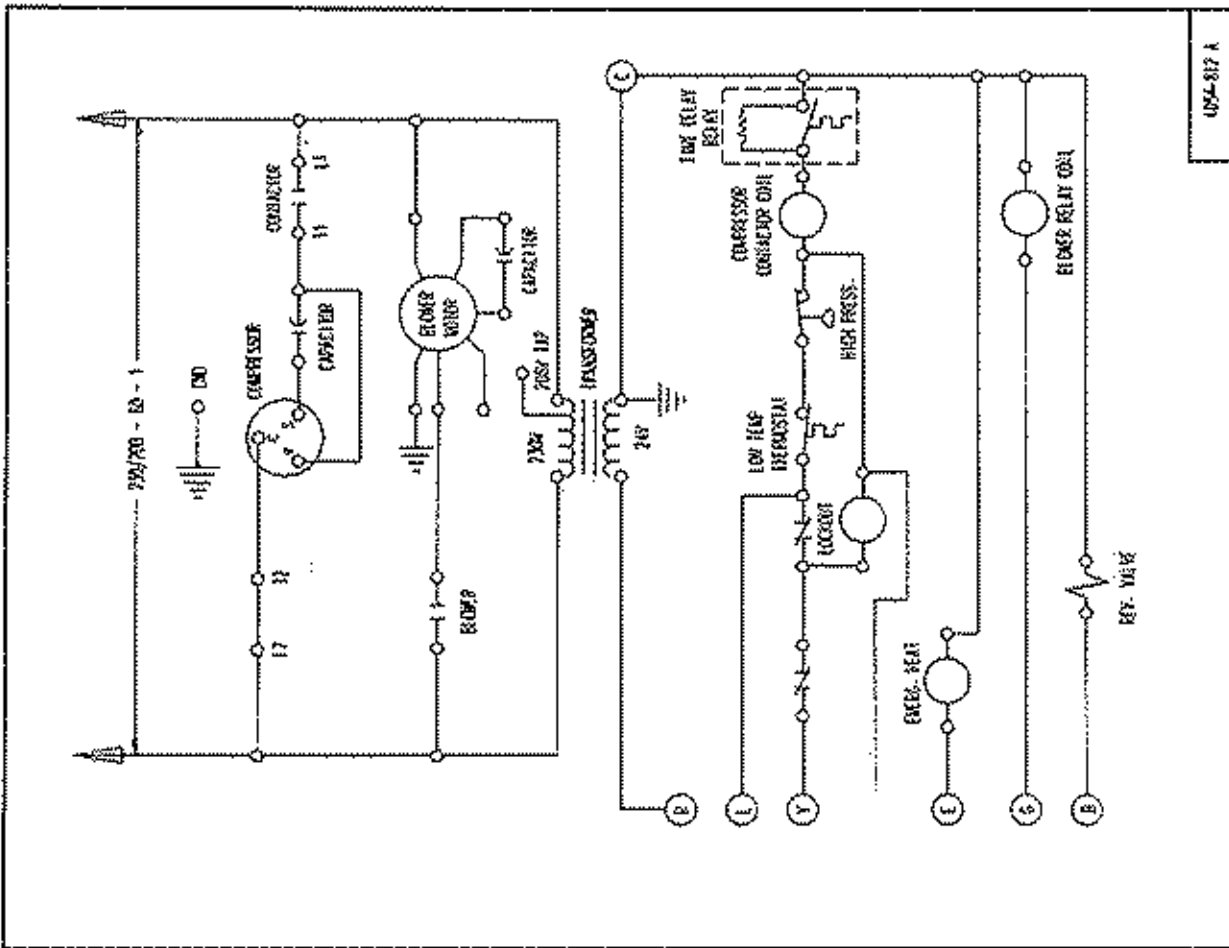 230/208 - 60 - 1
GND
COMPRESSOR
CAPACITOR
CONTACTOR
BLOWER
BLOWER
MOTOR
CAPACITOR
208V TAP
230V
TRANSFORMER
24V
C
TIME DELAY
RELAY
COMPRESSOR
CONTACTOR COIL
HIGH PRESS.
LOW TEMP
THERMOSTAT
LOCKOUT
EMERG. HEAT
BLOWER RELAY COIL
REV. VALVE
R
L
Y
E
G
B